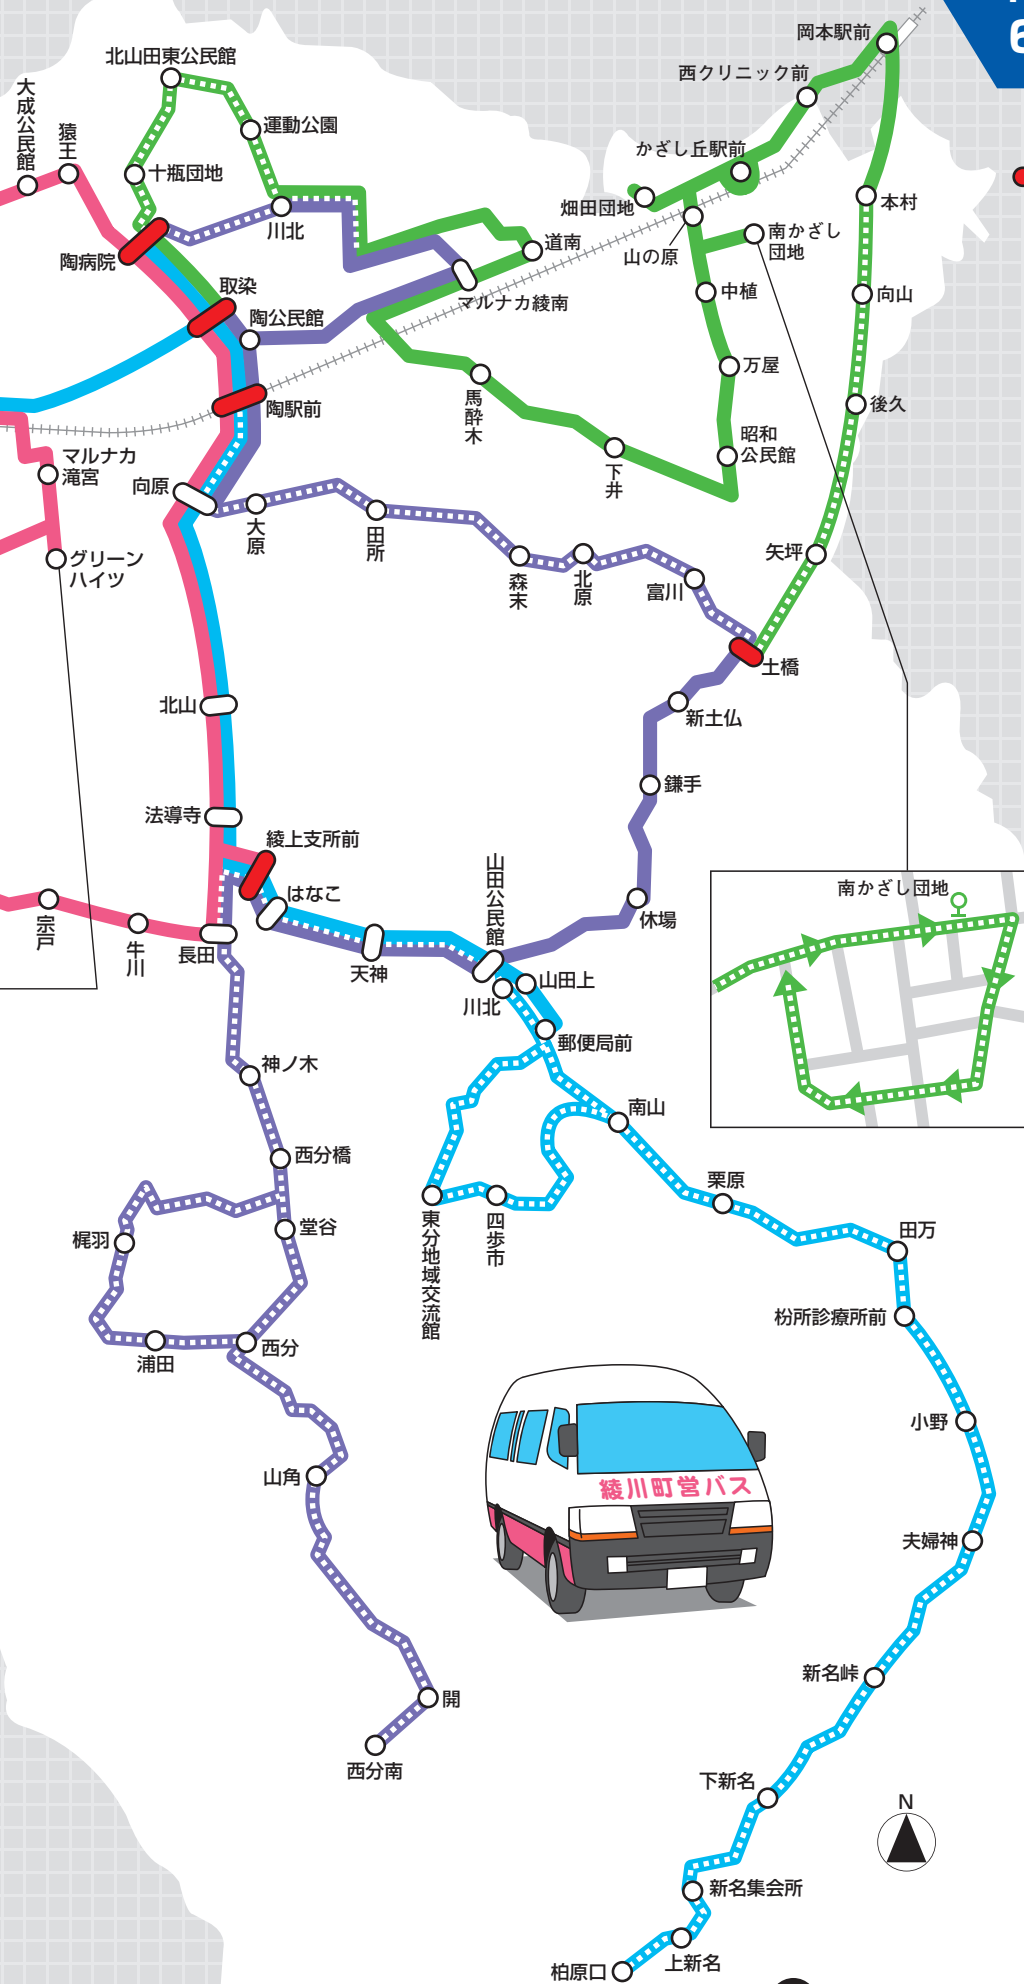 6
岡本駅前
北山田東公民館
西クリニック前
大成公民館
猿王
運動公園
かざし丘駅前
十瓶団地
畑田団地
本村
川北
道南
南かざし
団地
山の原
陶病院
取染
マルナカ綾南
中植
向山
陶公民館
万屋
馬酔木
陶駅前
後久
昭和
公民館
マルナカ
滝宮
下井
向原
大原
田所
矢坪
グリーン
ハイツ
森末
北原
富川
土橋
北山
新土仏
鎌手
法導寺
綾上支所前
はなこ
山田公民館
南かざし団地
宗戸
牛川
長田
天神
休場
山田上
川北
郵便局前
神ノ木
南山
西分橋
栗原
東分地域交流館
四歩市
梶羽
堂谷
田万
浦田
西分
枌所診療所前
小野
山角
綾川町営バス
夫婦神
新名峠
開
西分南
下新名
N
新名集会所
上新名
柏原口